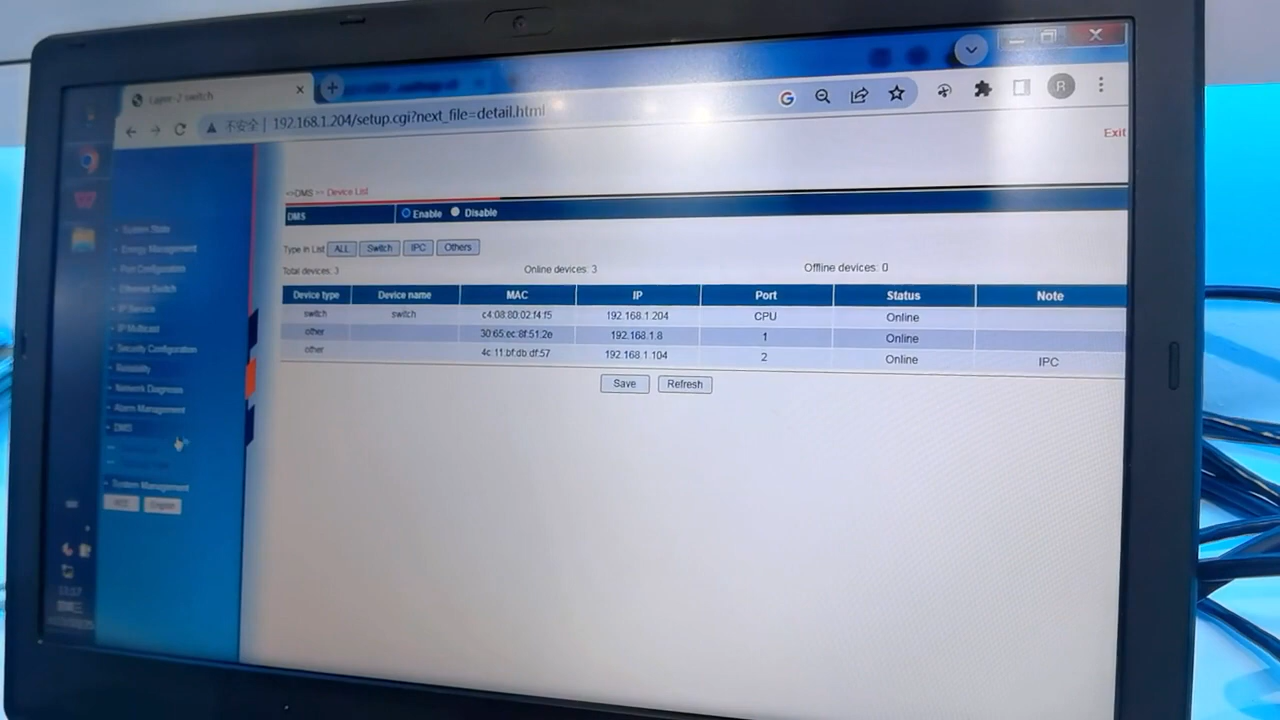 Layer-2 switch
不安全 | 192.168.1.204/setup.cgi?next_file=detail.html
R
Exit
=>DMS >> Device List
DMS Enable Disable
Type in List ALL Switch IPC Others
Total devices: 3 Online devices: 3 Offline devices: 0
Device type Device name MAC IP Port Status Note
switch switch c4:08:80:02:f4:f5 192.168.1.204 CPU Online
other 30:65:ec:8f:51:2e 192.168.1.8 1 Online
other 4c:11:bf:db:df:57 192.168.1.104 2 Online IPC
Save Refresh
System State
Energy Management
Port Configuration
Ethernet Switch
IP Service
IP Multicast
Security Configuration
Reliability
Network Diagnosis
Alarm Management
DMS
System Management
English